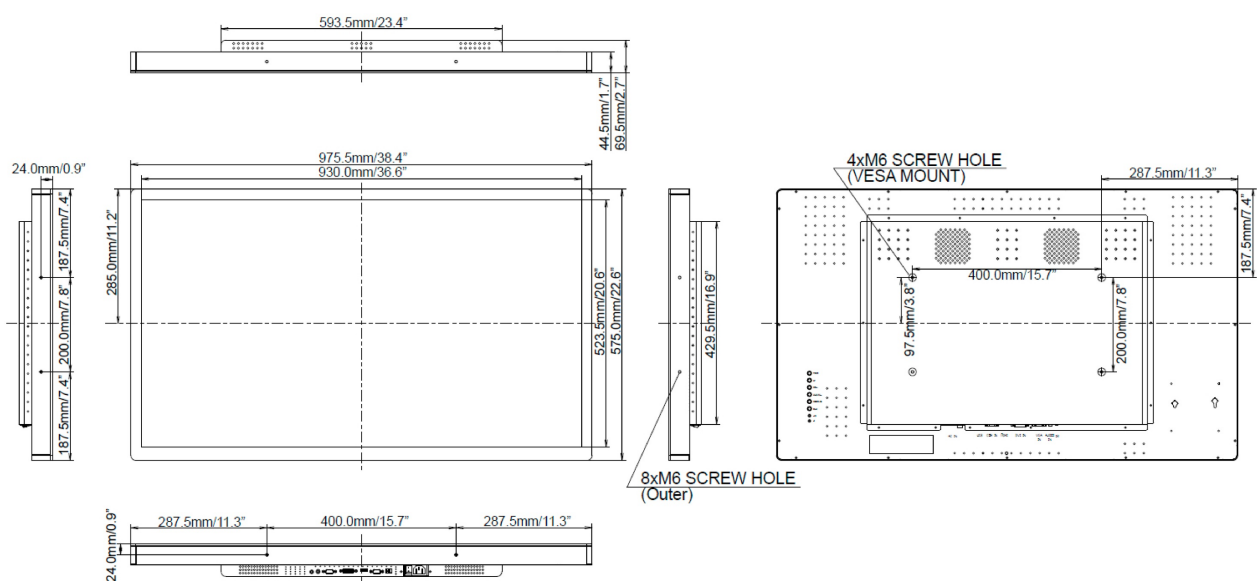 593.5mm/23.4”
44.5mm/1.7”
69.5mm/2.7”
975.5mm/38.4”
930.0mm/36.6”
24.0mm/0.9”
187.5mm/7.4”
200.0mm/7.8”
187.5mm/7.4”
285.0mm/11.2”
523.5mm/20.6”
575.0mm/22.6”
429.5mm/16.9”
8xM6 SCREW HOLE
(Outer)
4xM6 SCREW HOLE
(VESA MOUNT)
287.5mm/11.3”
187.5mm/7.4”
400.0mm/15.7”
97.5mm/3.8”
200.0mm/7.8”
287.5mm/11.3”
400.0mm/15.7”
287.5mm/11.3”
24.0mm/0.9”